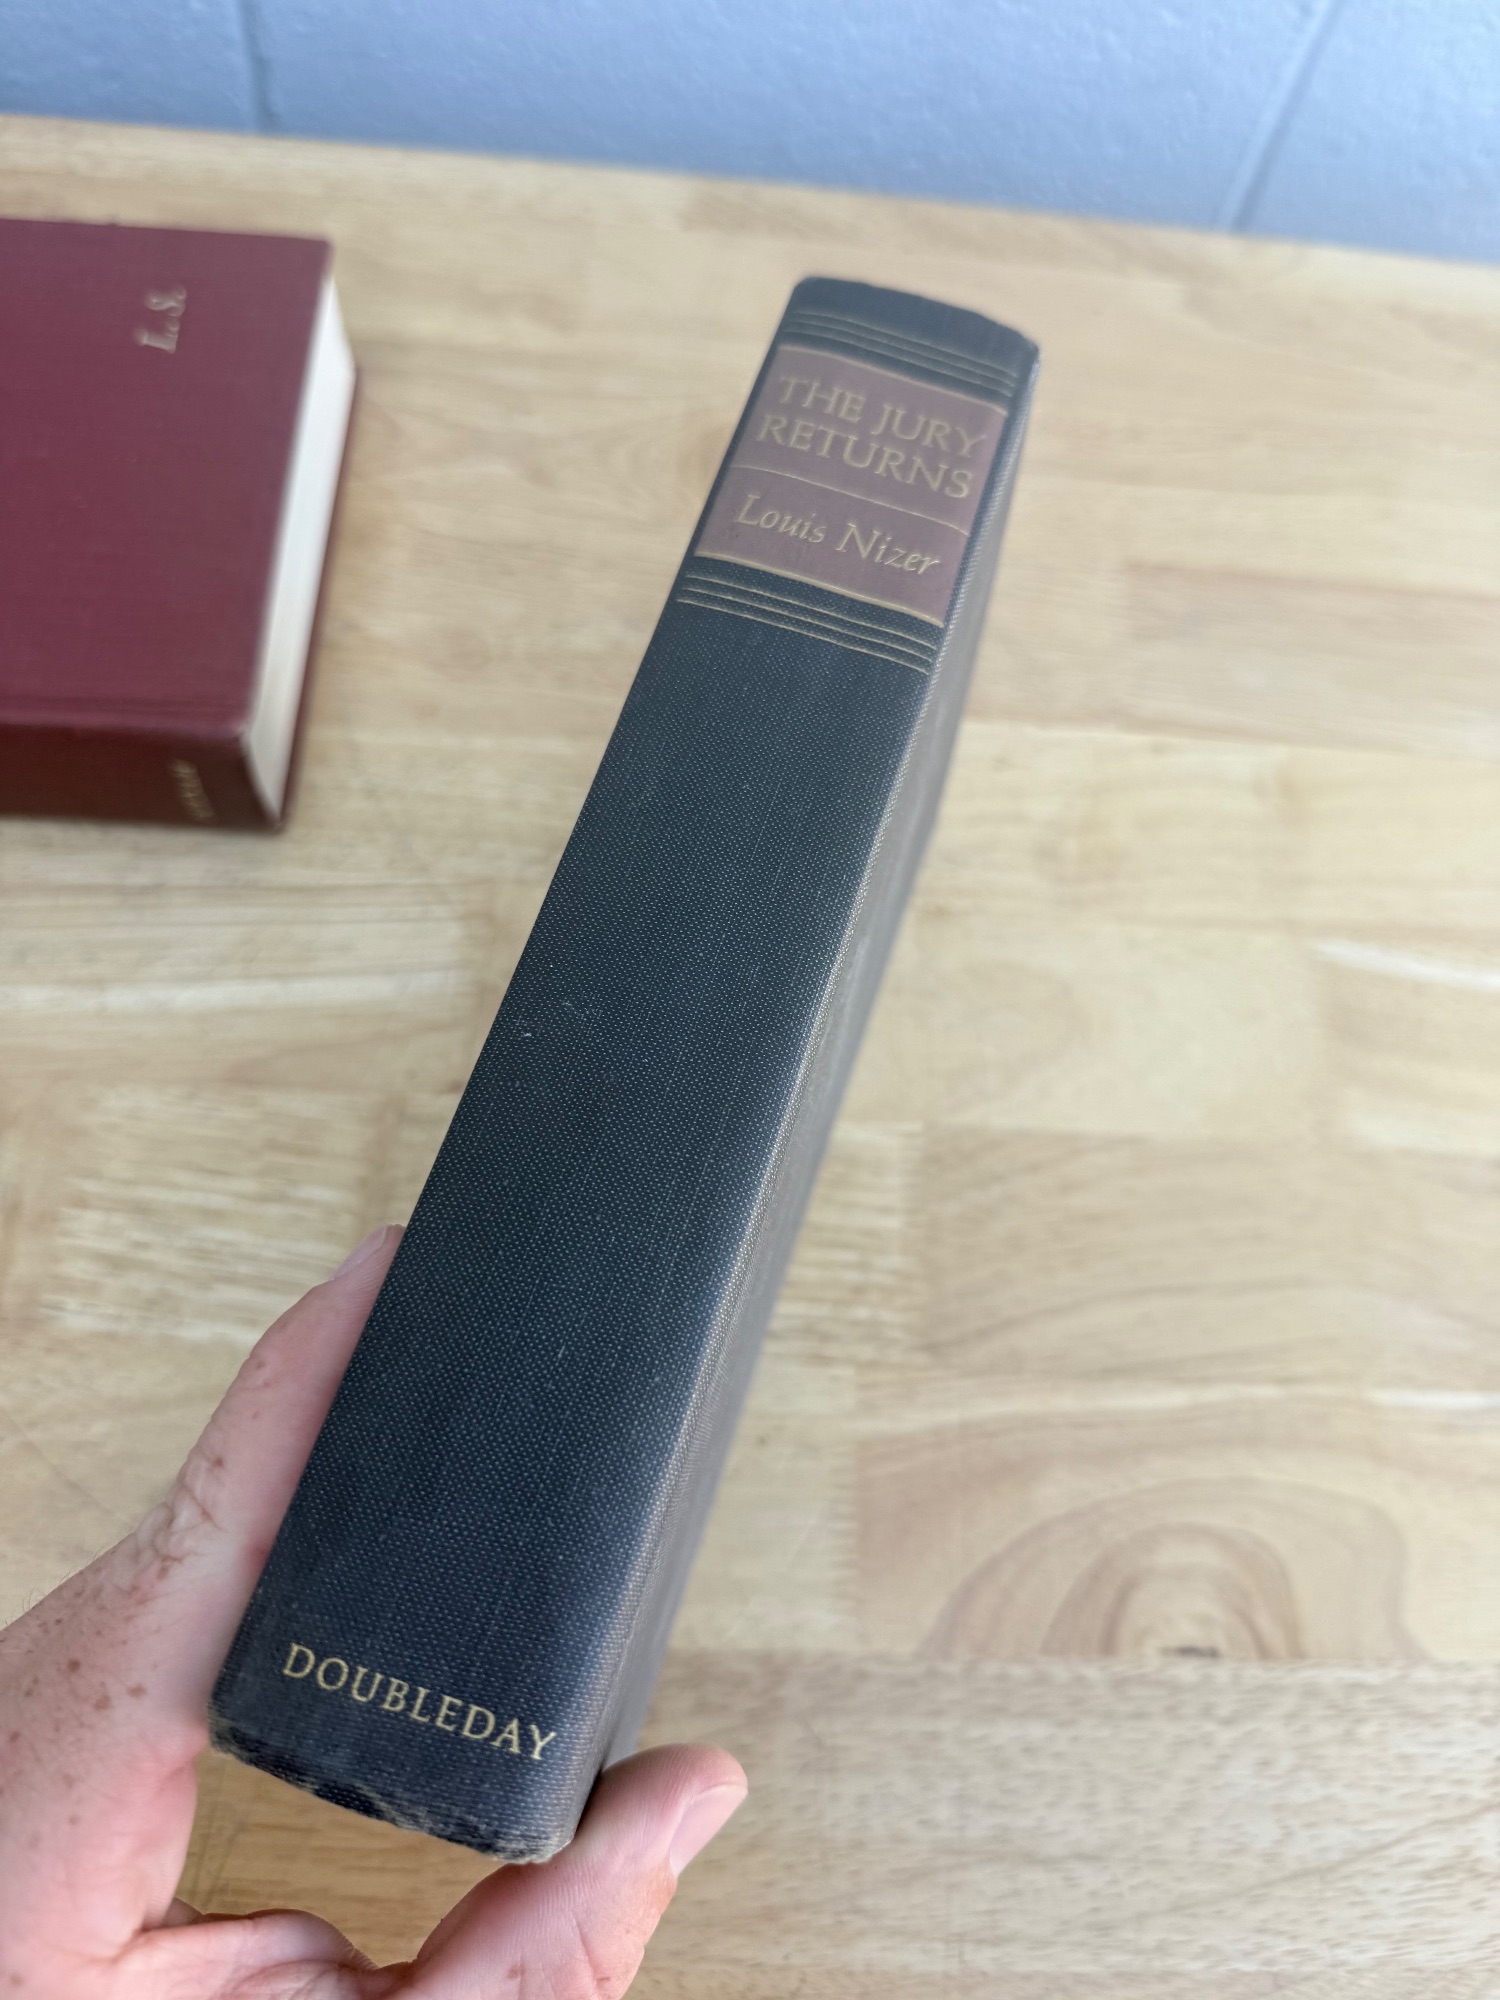 THE JURY
RETURNS
Louis Nizer
DOUBLEDAY
L. S.